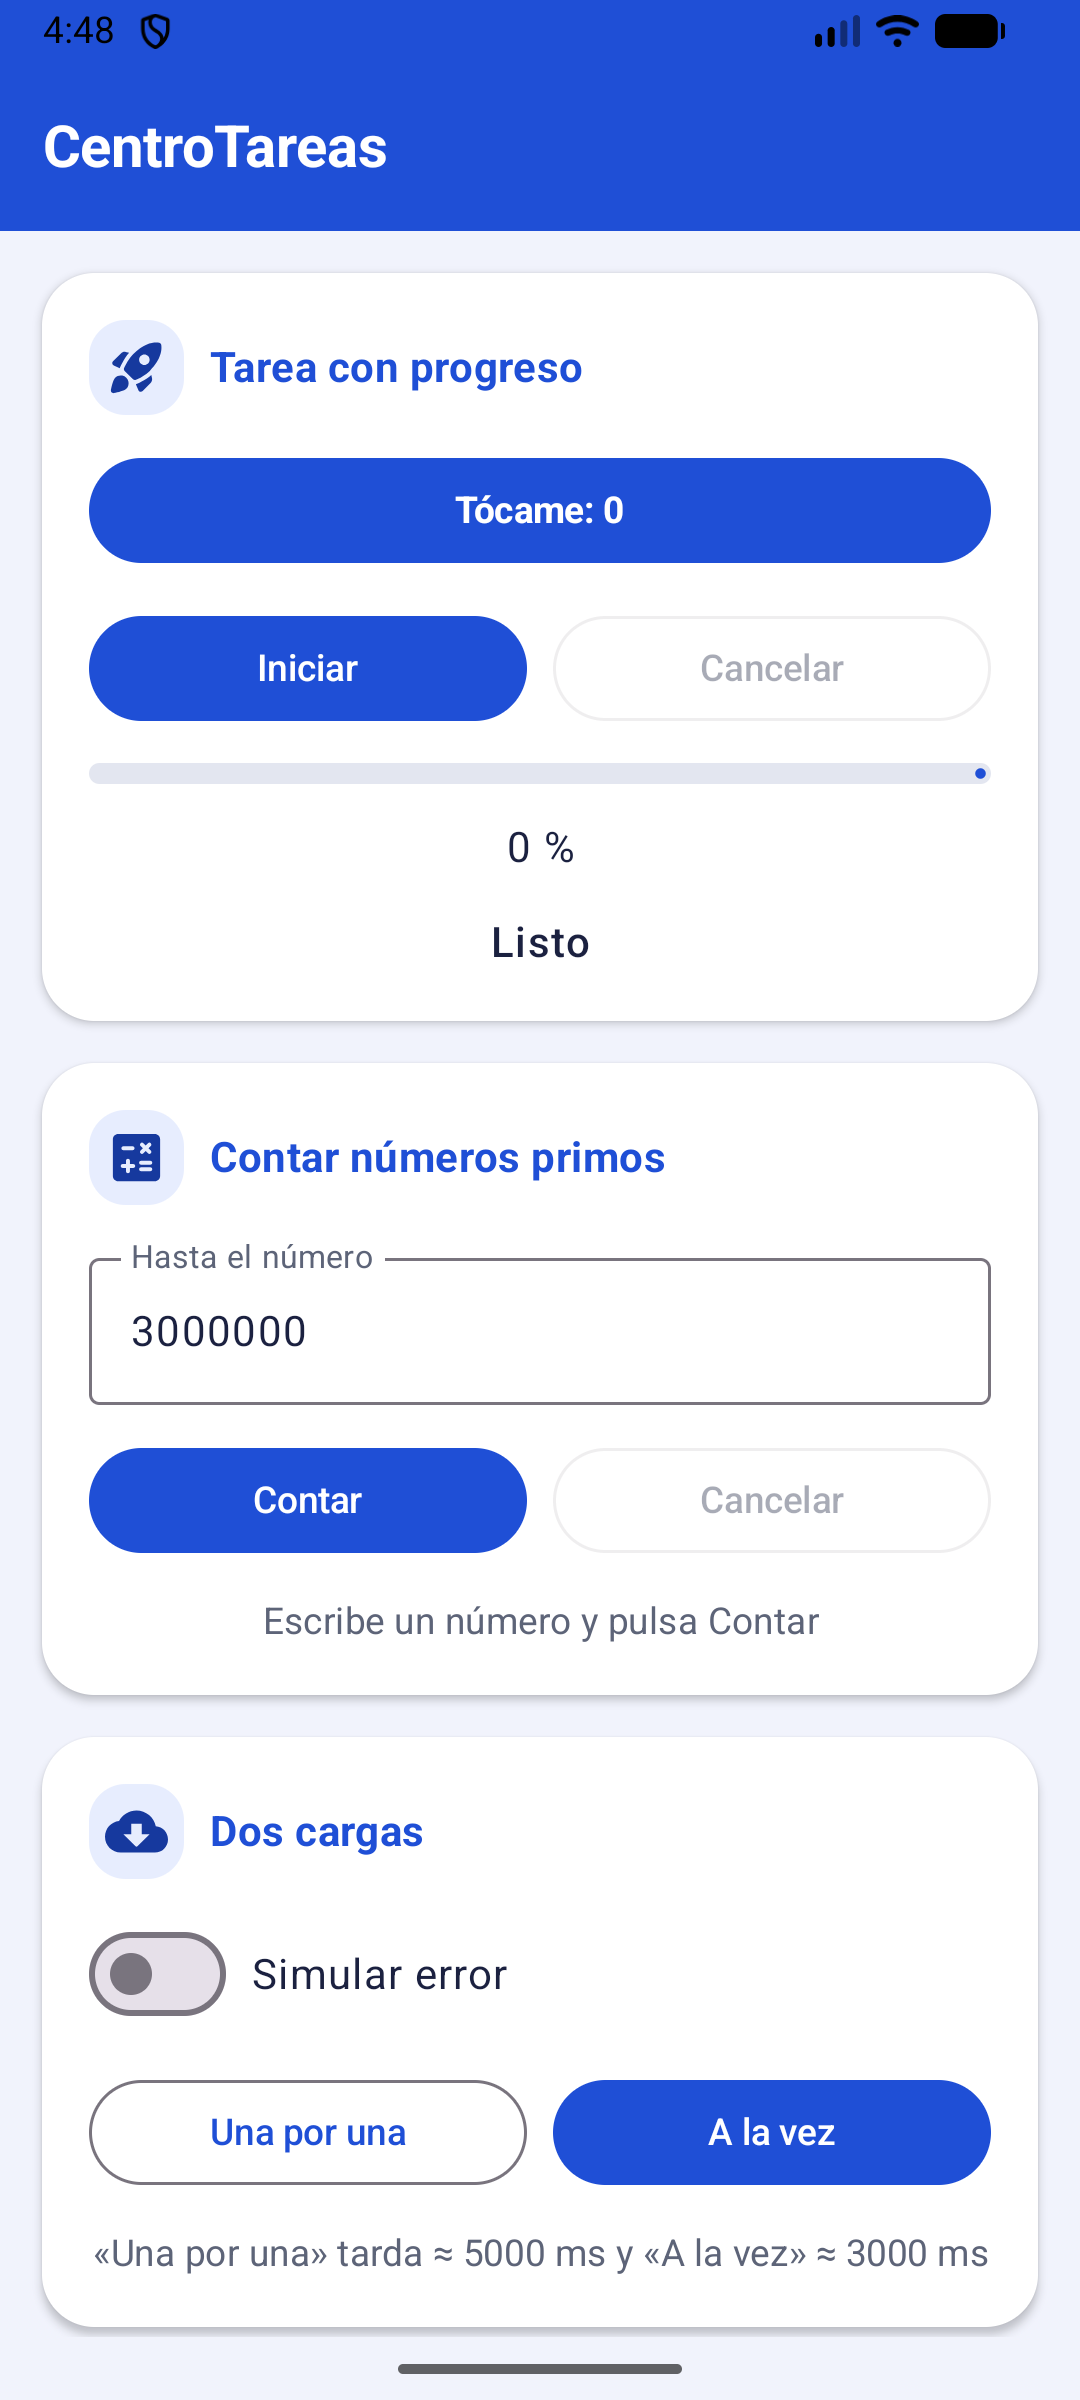 4:48
CentroTareas
Tarea con progreso
Tócame: 0
Iniciar
Cancelar
0 %
Listo
Contar números primos
Hasta el número
3000000
Contar
Cancelar
Escribe un número y pulsa Contar
Dos cargas
Simular error
Una por una
A la vez
«Una por una» tarda ≈ 5000 ms y «A la vez» ≈ 3000 ms